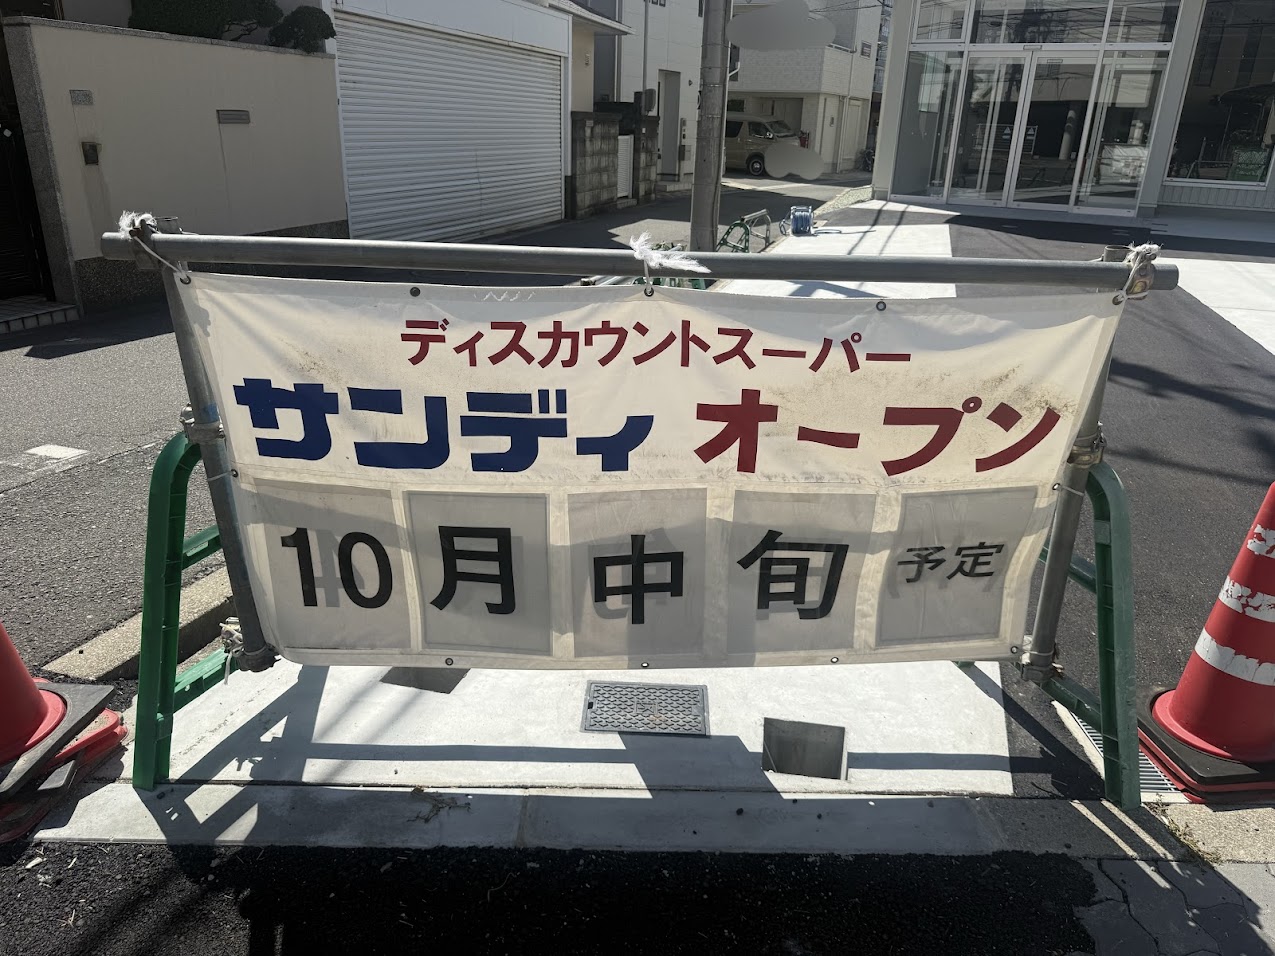 ディスカウントスーパー
サンディ オープン
10月中旬 予定